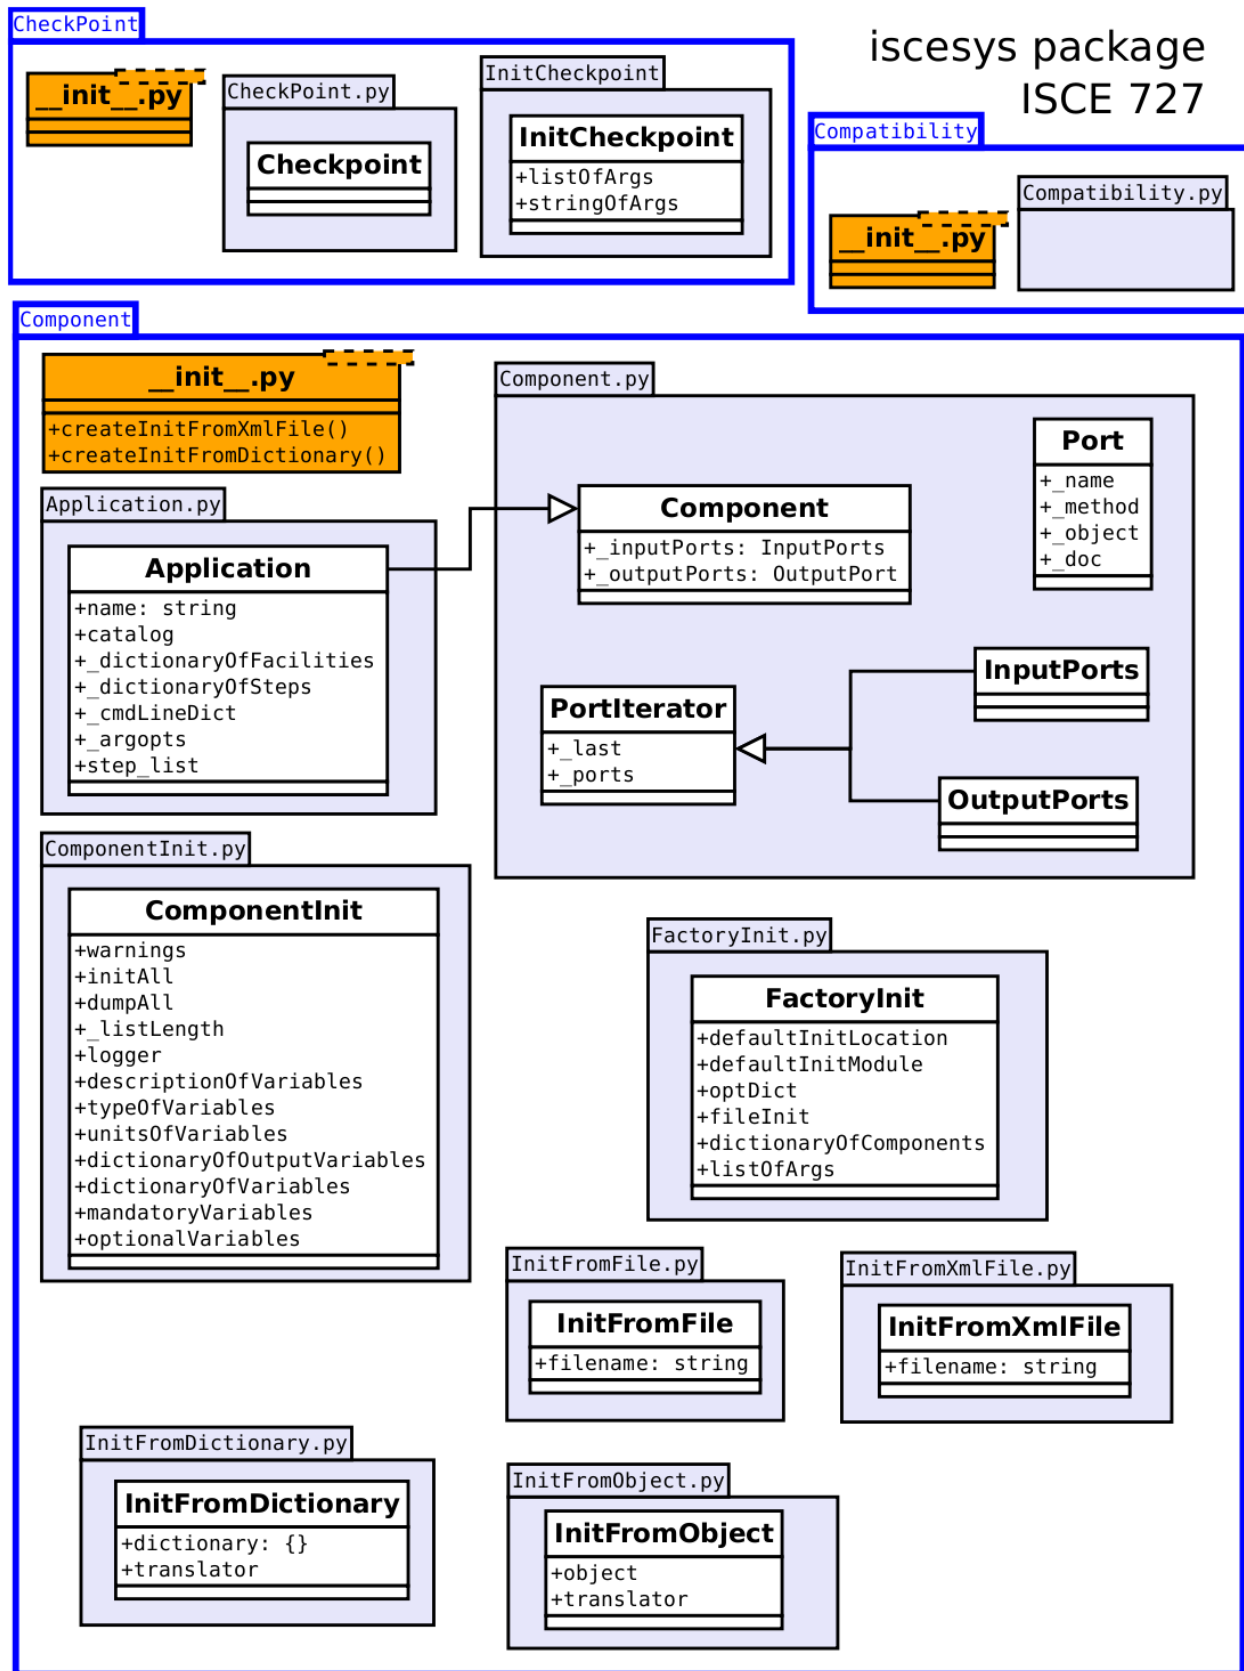 iscesys package
ISCE 727
CheckPoint
__init__.py
CheckPoint.py
Checkpoint
InitCheckpoint
InitCheckpoint
+listOfArgs
+stringOfArgs
Compatibility
__init__.py
Compatibility.py
Component
__init__.py
+createInitFromXmlFile()
+createInitFromDictionary()
Application.py
Application
+name: string
+catalog
+_dictionaryOfFacilities
+_dictionaryOfSteps
+_cmdLineDict
+_argopts
+step_list
Component.py
Component
+_inputPorts: InputPorts
+_outputPorts: OutputPort
Port
+_name
+_method
+_object
+_doc
PortIterator
+_last
+_ports
InputPorts
OutputPorts
ComponentInit.py
ComponentInit
+warnings
+initAll
+dumpAll
+_listLength
+logger
+descriptionOfVariables
+typeOfVariables
+unitsOfVariables
+dictionaryOfOutputVariables
+dictionaryOfVariables
+mandatoryVariables
+optionalVariables
FactoryInit.py
FactoryInit
+defaultInitLocation
+defaultInitModule
+optDict
+fileInit
+dictionaryOfComponents
+listOfArgs
InitFromFile.py
InitFromFile
+filename: string
InitFromXmlFile.py
InitFromXmlFile
+filename: string
InitFromDictionary.py
InitFromDictionary
+dictionary: {}
+translator
InitFromObject.py
InitFromObject
+object
+translator